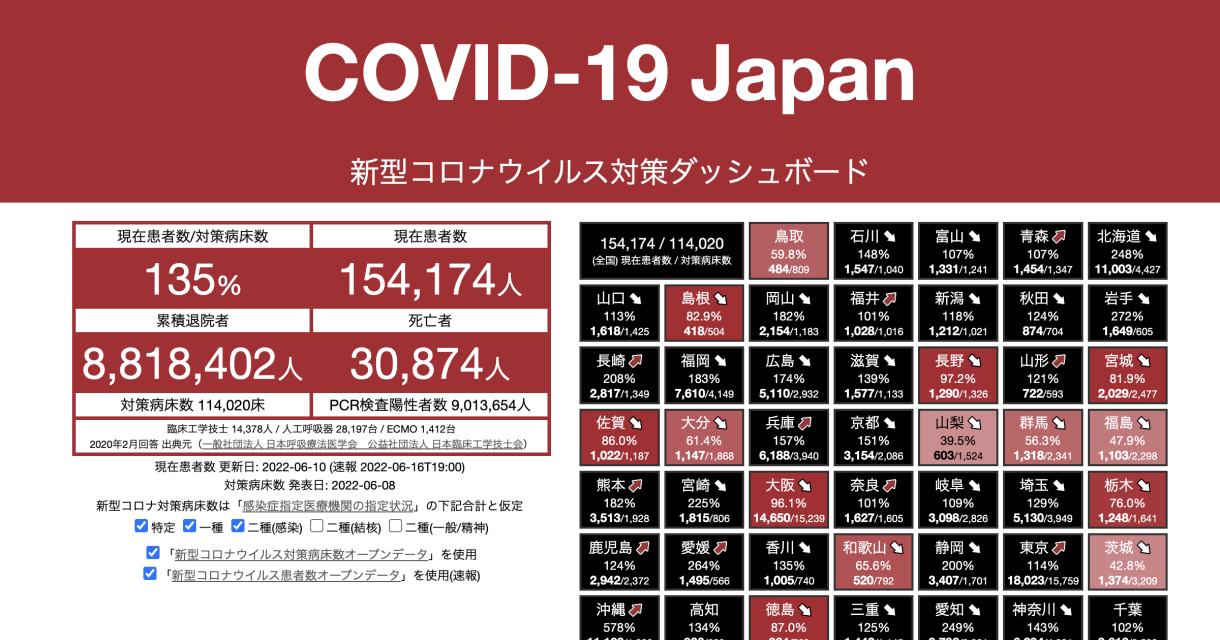 COVID-19 Japan
新型コロナウイルス対策ダッシュボード
現在患者数/対策病床数
現在患者数
135%
154,174人
累積退院者
死亡者
8,818,402人
30,874人
対策病床数 114,020床
PCR検査陽性者数 9,013,654人
臨床工学技士 14,378人 / 人工呼吸器 28,197台 / ECMO 1,412台
2020年2月回答 出典元 (一般社団法人 日本呼吸療法医学会　公益社団法人 日本臨床工学技士会)
現在患者数 更新日: 2022-06-10 (速報 2022-06-16T19:00)
対策病床数 発表日: 2022-06-08
新型コロナ対策病床数は「感染症指定医療機関の指定状況」の下記合計と仮定
特定 一種 二種(感染) 二種(結核) 二種(一般/精神)
「新型コロナウイルス対策病床数オープンデータ」を使用
「新型コロナウイルス患者数オープンデータ」を使用(速報)
154,174 / 114,020
(全国) 現在患者数 / 対策病床数
鳥取
59.8%
484/809
石川
148%
1,547/1,040
富山
107%
1,331/1,241
青森
107%
1,454/1,347
北海道
248%
11,003/4,427
山口
113%
1,618/1,425
島根
82.9%
418/504
岡山
182%
2,154/1,183
福井
101%
1,028/1,016
新潟
118%
1,212/1,021
秋田
124%
874/704
岩手
272%
1,649/605
長崎
208%
2,817/1,349
福岡
183%
7,610/4,149
広島
174%
5,110/2,932
滋賀
139%
1,577/1,133
長野
97.2%
1,290/1,326
山形
121%
722/593
宮城
81.9%
2,029/2,477
佐賀
86.0%
1,022/1,187
大分
61.4%
1,147/1,868
兵庫
157%
6,188/3,940
京都
151%
3,154/2,086
山梨
39.5%
603/1,524
群馬
56.3%
1,318/2,341
福島
47.9%
1,103/2,298
熊本
182%
3,513/1,928
宮崎
225%
1,815/806
大阪
96.1%
14,650/15,239
奈良
101%
1,627/1,605
岐阜
109%
3,098/2,826
埼玉
129%
5,130/3,949
栃木
76.0%
1,248/1,641
鹿児島
124%
2,942/2,372
愛媛
264%
1,495/566
香川
135%
1,005/740
和歌山
65.6%
520/792
静岡
200%
3,407/1,701
東京
114%
18,023/15,759
茨城
42.8%
1,374/3,209
沖縄
578%
高知
134%
徳島
87.0%
三重
125%
愛知
249%
神奈川
143%
千葉
102%